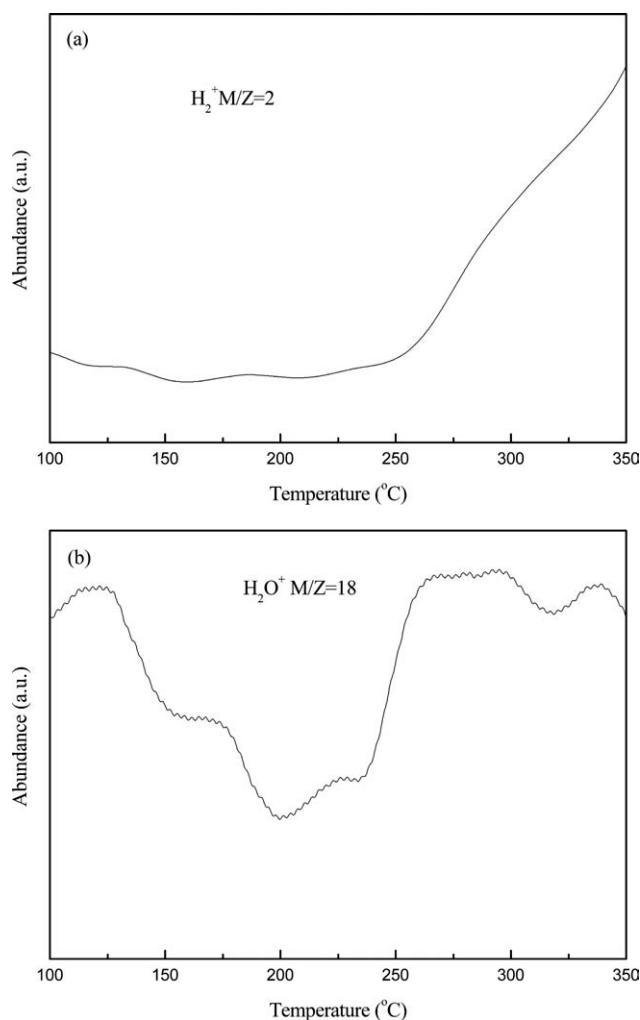 (a)
H₂⁺M/Z=2
Abundance (a.u.)
100 150 200 250 300 350
Temperature (°C)
(b)
H₂O⁺ M/Z=18
Abundance (a.u.)
100 150 200 250 300 350
Temperature (°C)